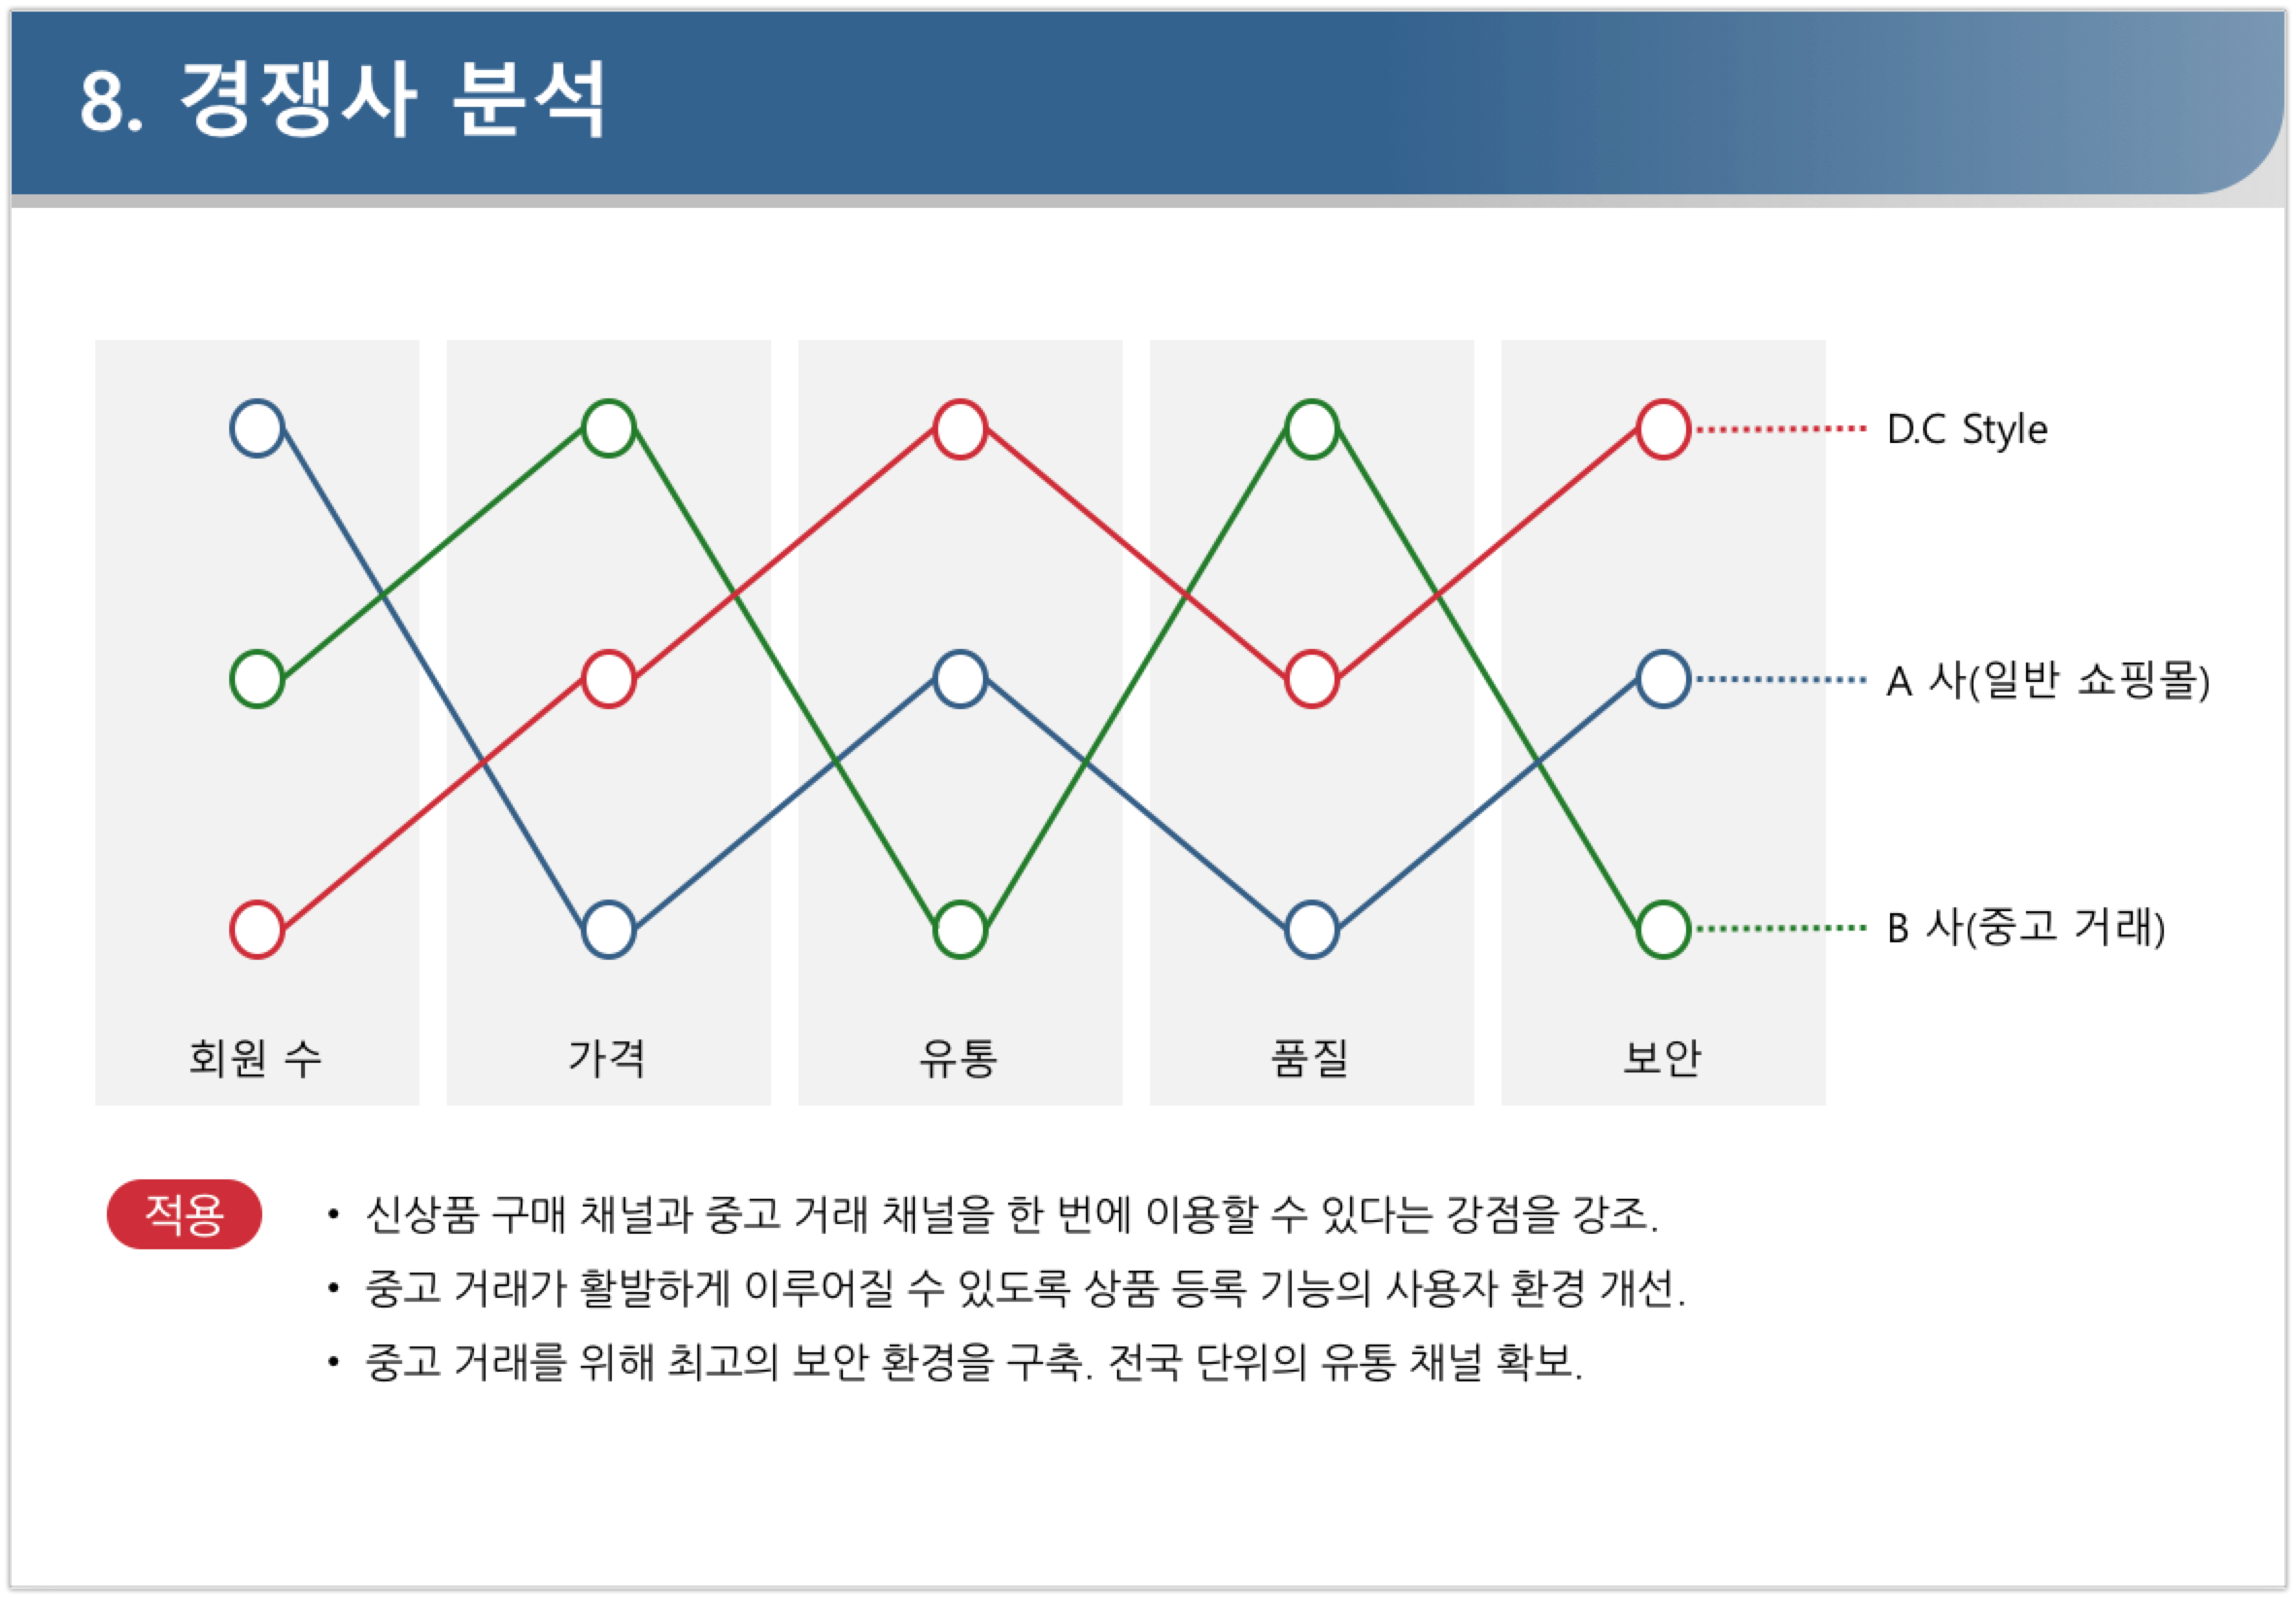 8. 경쟁사 분석
D.C Style
A 사(일반 쇼핑몰)
B 사(중고 거래)
회원 수
가격
유통
품질
보안
적용
• 신상품 구매 채널과 중고 거래 채널을 한 번에 이용할 수 있다는 강점을 강조.
• 중고 거래가 활발하게 이루어질 수 있도록 상품 등록 기능의 사용자 환경 개선.
• 중고 거래를 위해 최고의 보안 환경을 구축. 전국 단위의 유통 채널 확보.